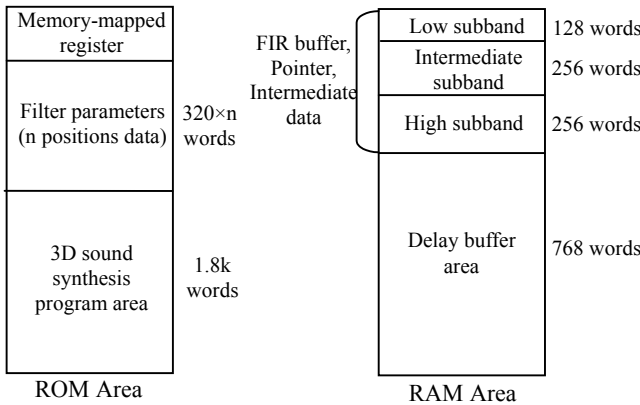 Memory-mapped
register
Filter parameters
(n positions data)
320×n
words
3D sound
synthesis
program area
1.8k
words
ROM Area
FIR buffer,
Pointer,
Intermediate
data
Low subband
128 words
Intermediate
subband
256 words
High subband
256 words
Delay buffer
area
768 words
RAM Area